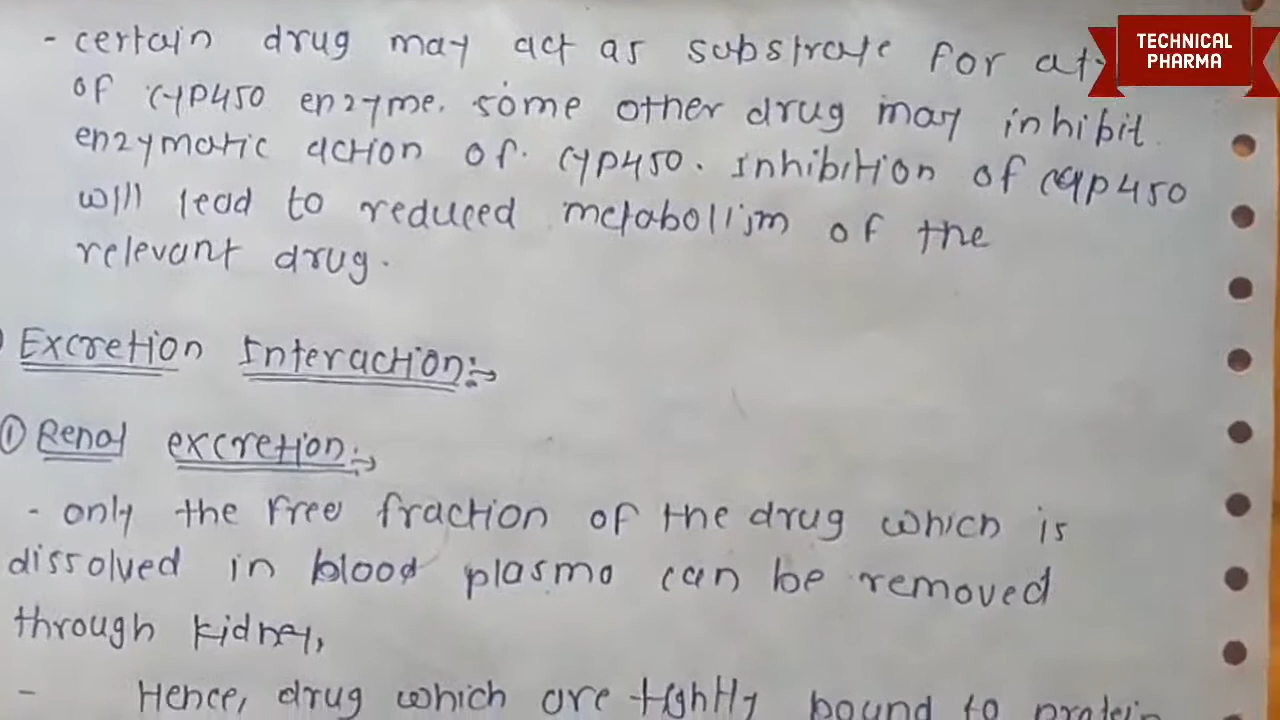 - certain drug may act as substrate for
TECHNICAL
PHARMA
of CYP450 enzyme. some other drug may inhibit
enzymatic action of CYP450. Inhibition of CYP450
will lead to reduced metabolism of the
relevant drug.
Excretion Interaction:→
① Renal excretion:→
- only the free fraction of the drug which is
dissolved in blood plasma can be removed
through kidney,
- Hence, drug which are tightly bound to protein